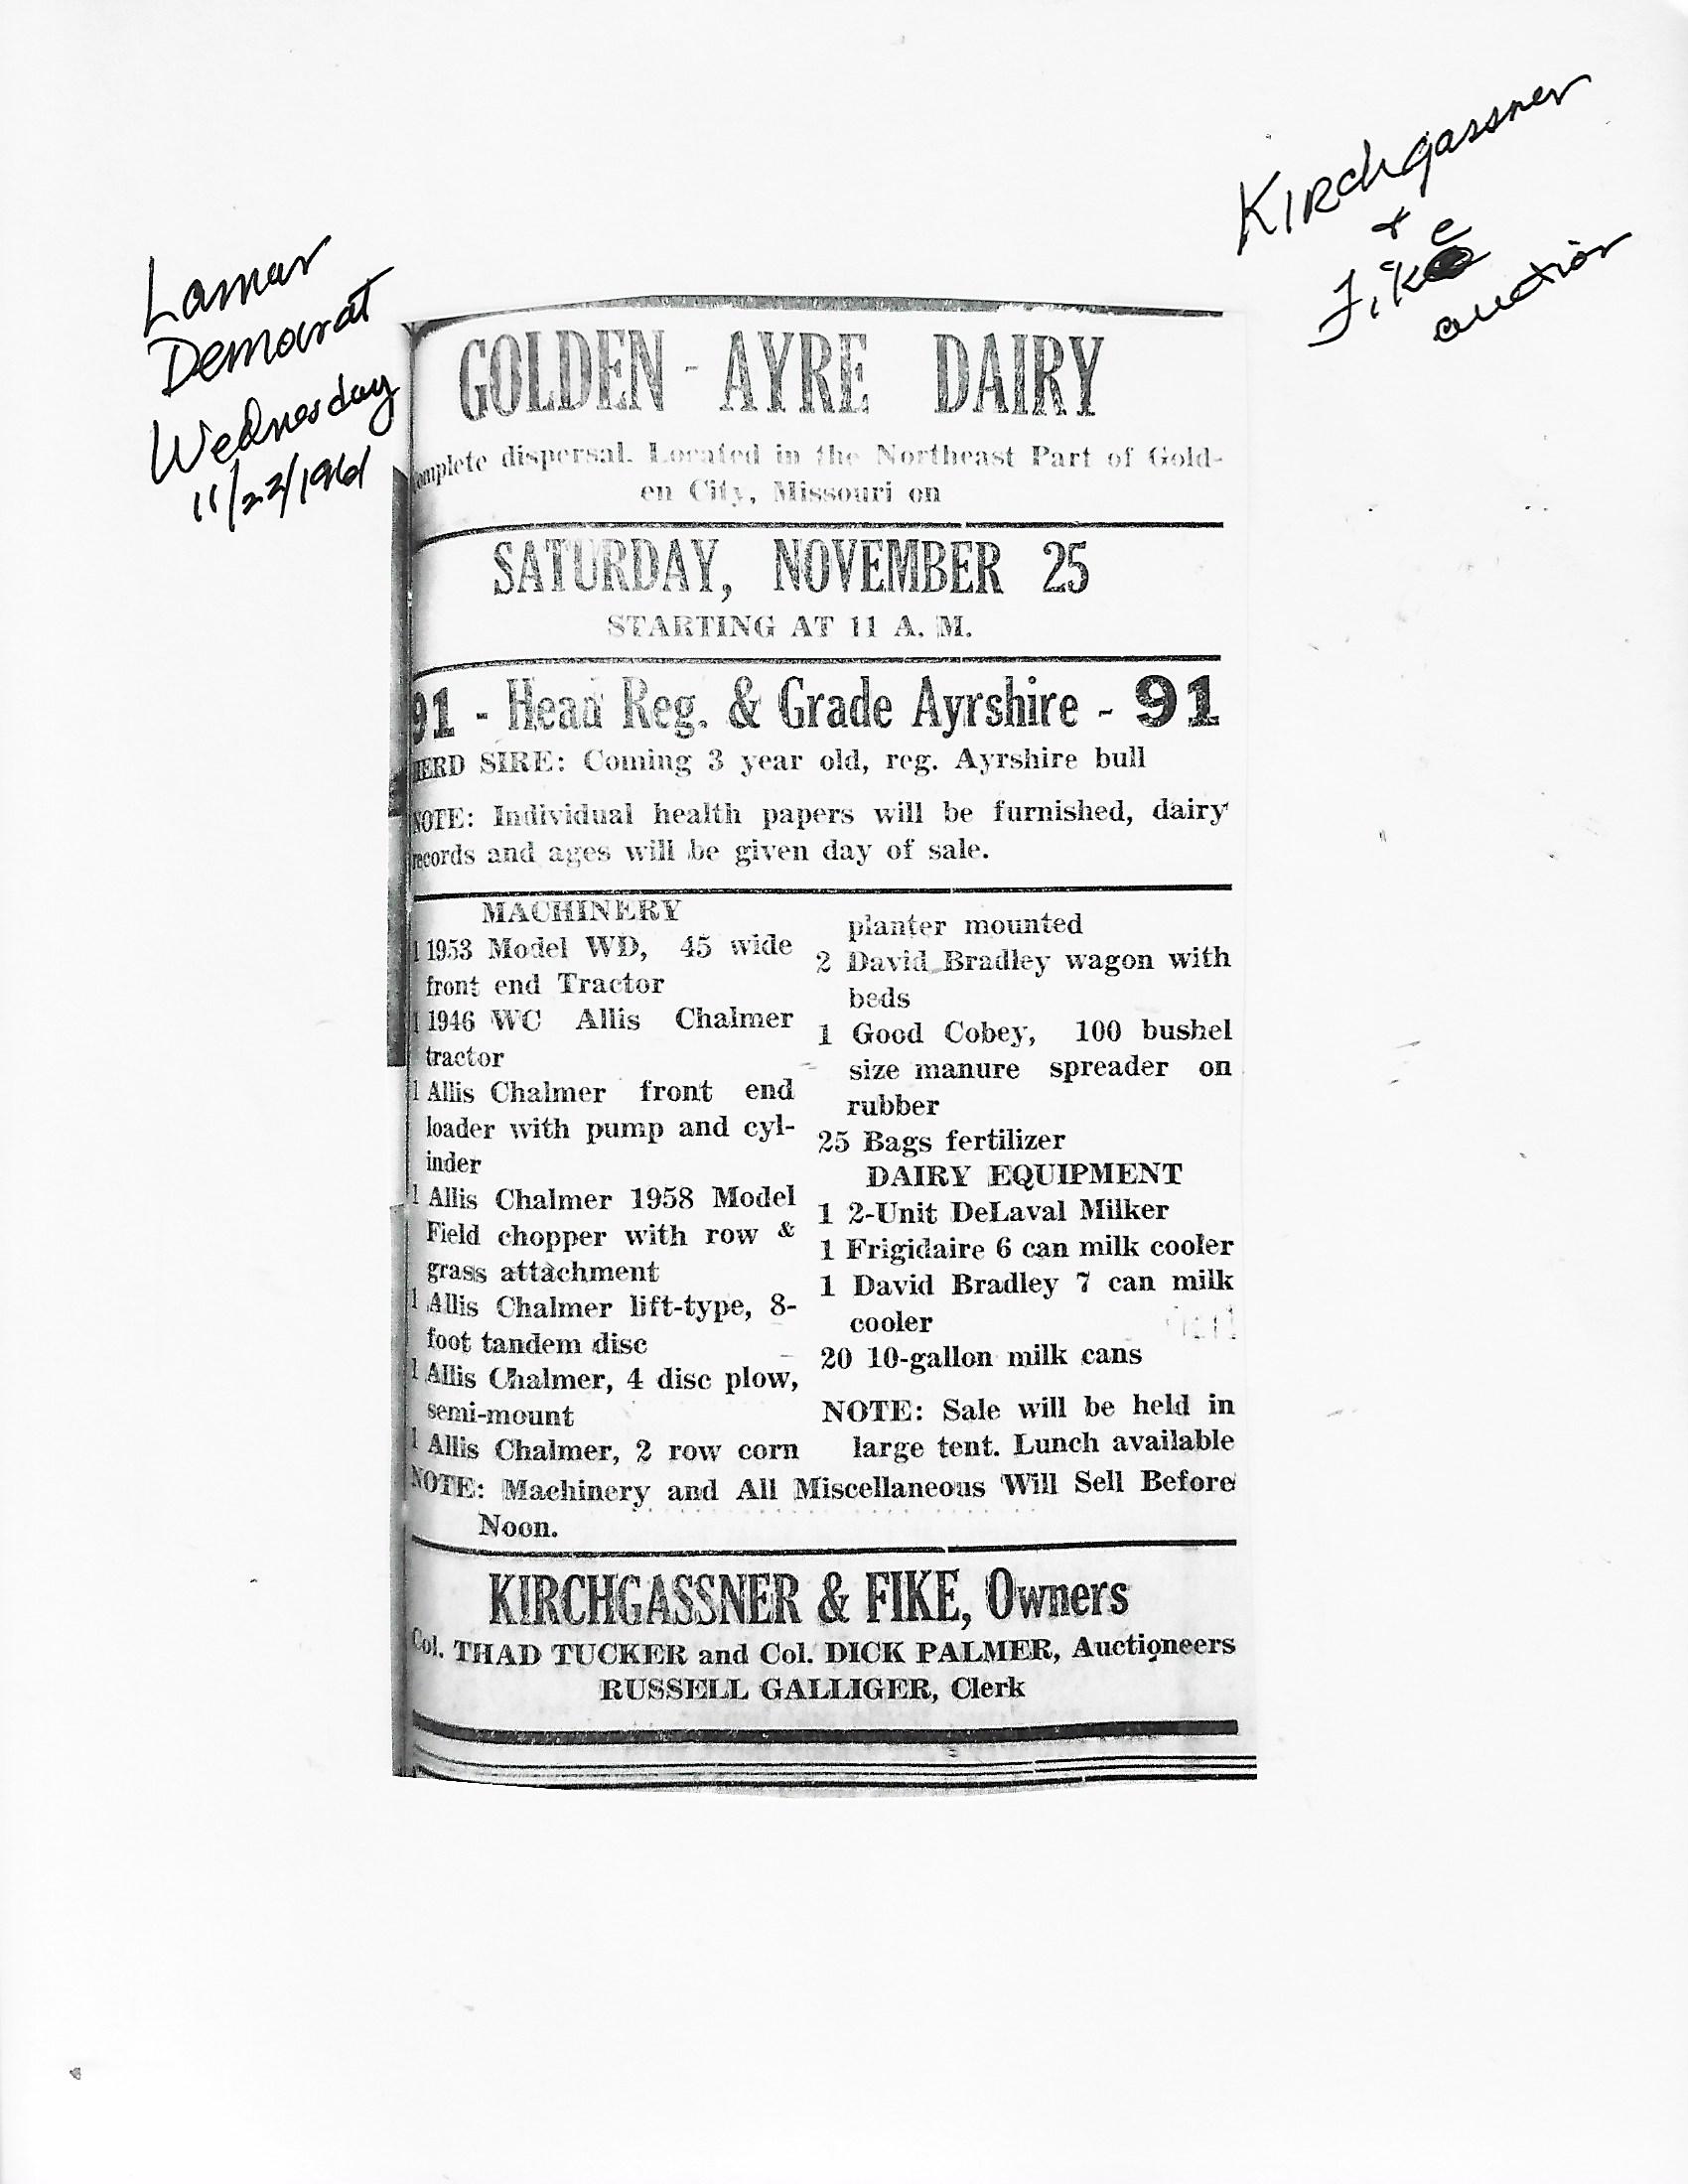 Kirchgassner
&
Fike
auction
Lamar
Democrat
Wednesday
11/22/1961
GOLDEN - AYRE DAIRY
omplete dispersal. Located in the Northeast Part of Gold-
en City, Missouri on
SATURDAY, NOVEMBER 25
STARTING AT 11 A. M.
91 - Head Reg. & Grade Ayrshire - 91
HERD SIRE: Coming 3 year old, reg. Ayrshire bull
NOTE: Individual health papers will be furnished, dairy
records and ages will be given day of sale.
MACHINERY
1 1953 Model WD, 45 wide
front end Tractor
1 1946 WC Allis Chalmer
tractor
1 Allis Chalmer front end
loader with pump and cyl-
inder
1 Allis Chalmer 1958 Model
Field chopper with row &
grass attachment
1 Allis Chalmer lift-type, 8-
foot tandem disc
1 Allis Chalmer, 4 disc plow,
semi-mount
1 Allis Chalmer, 2 row corn
planter mounted
2 David Bradley wagon with
beds
1 Good Cobey, 100 bushel
size manure spreader on
rubber
25 Bags fertilizer
DAIRY EQUIPMENT
1 2-Unit DeLaval Milker
1 Frigidaire 6 can milk cooler
1 David Bradley 7 can milk
cooler
20 10-gallon milk cans
NOTE: Sale will be held in
large tent. Lunch available
NOTE: Machinery and All Miscellaneous Will Sell Before
Noon.
KIRCHGASSNER & FIKE, Owners
Col. THAD TUCKER and Col. DICK PALMER, Auctioneers
RUSSELL GALLIGER, Clerk